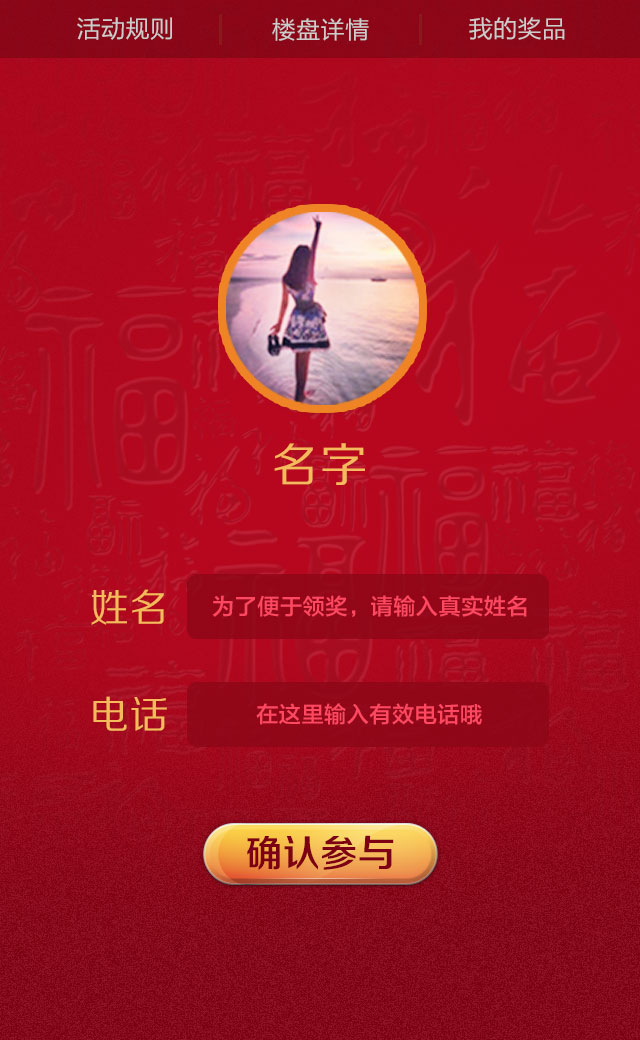 活动规则 楼盘详情 我的奖品
名字
姓名 为了便于领奖，请输入真实姓名
电话 在这里输入有效电话哦
确认参与